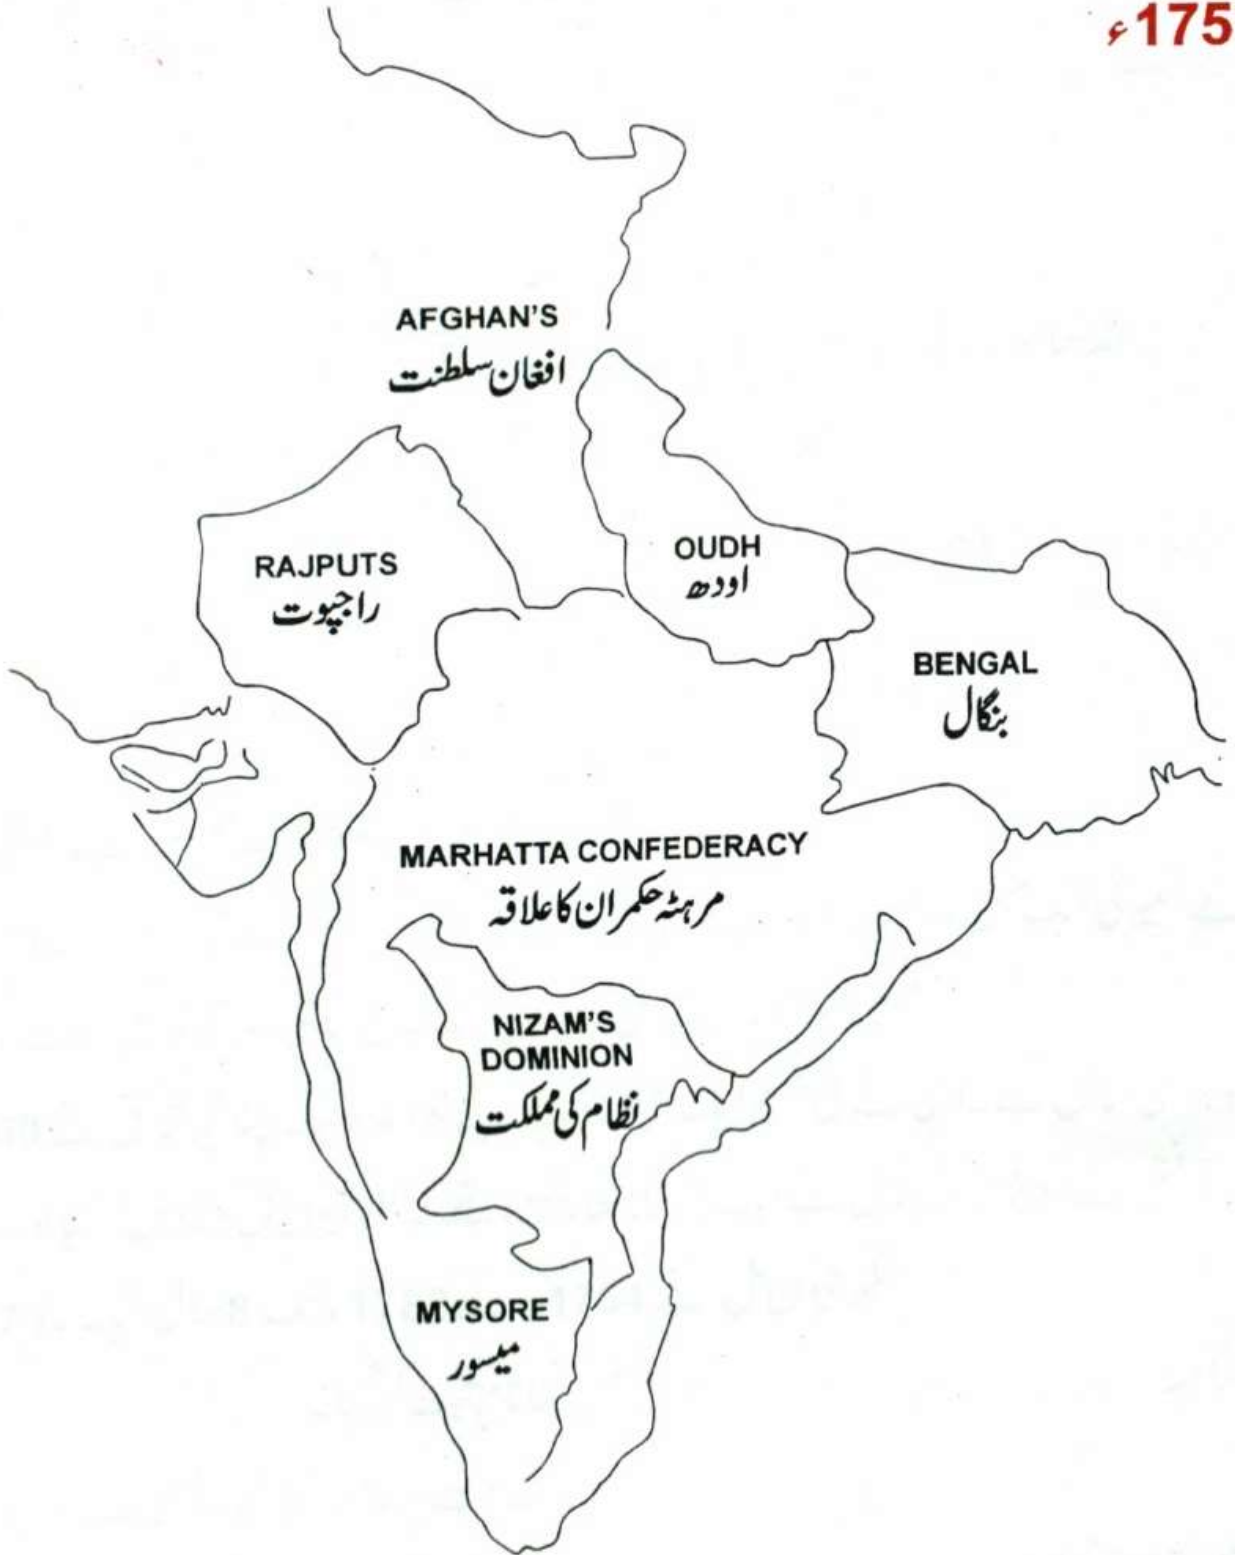 175ء
AFGHAN'S
افغان سلطنت
RAJPUTS
راجپوت
OUDH
اودھ
BENGAL
بنگال
MARHATTA CONFEDERACY
مرہٹہ حکمران کا علاقہ
NIZAM'S
DOMINION
نظام کی مملکت
MYSORE
میسور